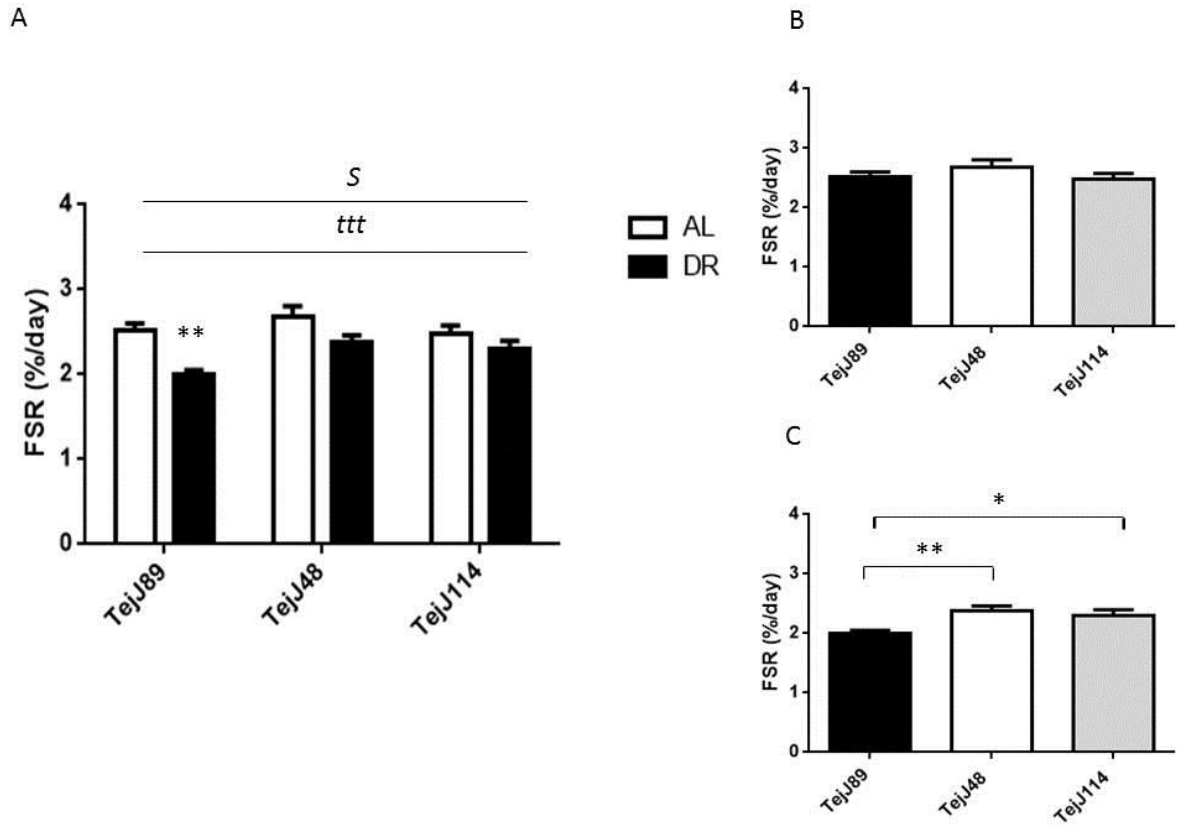 A
S
ttt
4
3
2
1
0
FSR (%/day)
**
TejJ89
TejJ48
TejJ114
AL
DR
B
4
3
2
1
0
FSR (%/day)
TejJ89
TejJ48
TejJ114
C
*
**
4
3
2
1
0
FSR (%/day)
TejJ89
TejJ48
TejJ114